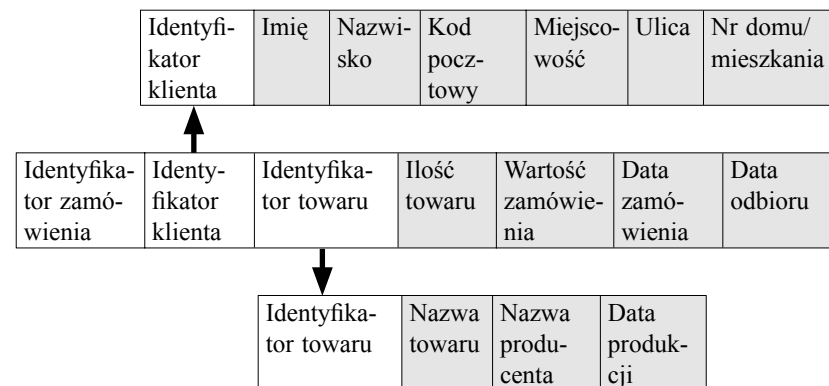 Identyfi-
kator
klienta
Imię
Nazwi-
sko
Kod
pocz-
towy
Miejsco-
wość
Ulica
Nr domu/
mieszkania
Identyfika-
tor zamó-
wienia
Identy-
fikator
klienta
Identyfika-
tor towaru
Ilość
towaru
Wartość
zamówie-
nia
Data
zamó-
wienia
Data
odbioru
Identyfika-
tor towaru
Nazwa
towaru
Nazwa
produ-
centa
Data
produk-
cji